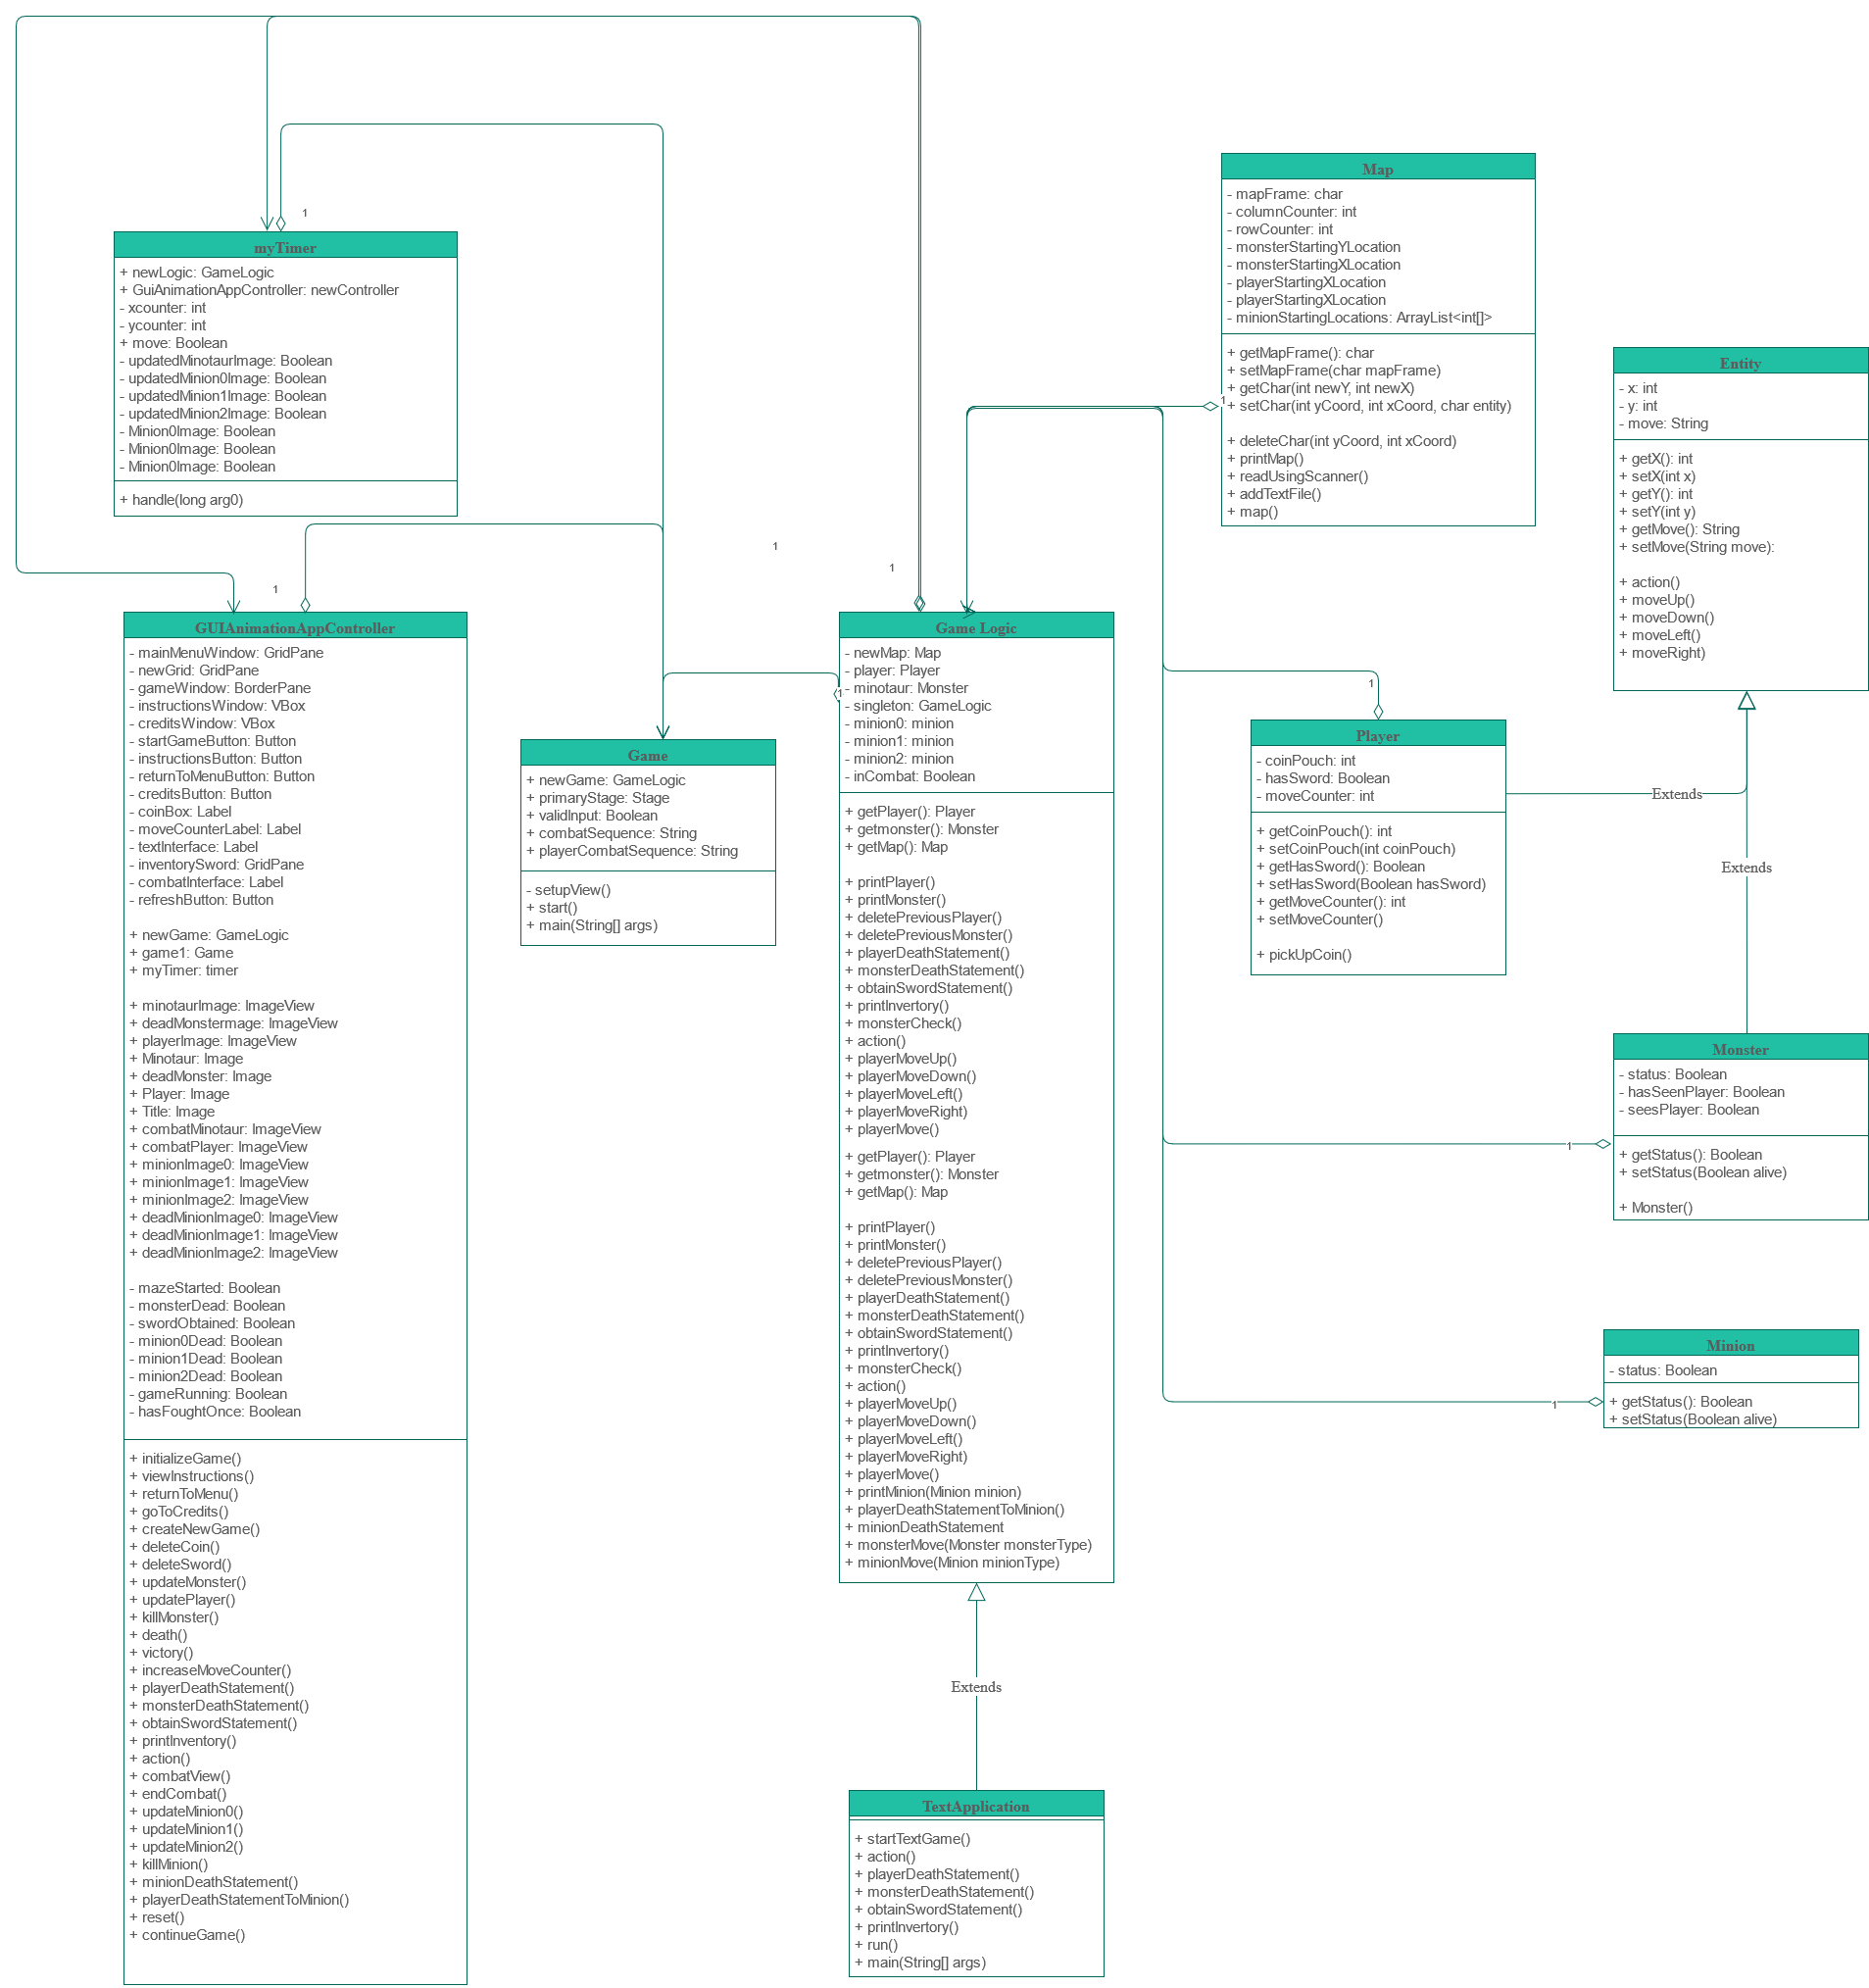 1
myTimer
+ newLogic: GameLogic
+ GuiAnimationAppController: newController
- xcounter: int
- ycounter: int
+ move: Boolean
- updatedMinotaurImage: Boolean
- updatedMinion0Image: Boolean
- updatedMinion1Image: Boolean
- updatedMinion2Image: Boolean
- Minion0Image: Boolean
- Minion0Image: Boolean
- Minion0Image: Boolean
+ handle(long arg0)
Map
- mapFrame: char
- columnCounter: int
- rowCounter: int
- monsterStartingYLocation
- monsterStartingXLocation
- playerStartingXLocation
- playerStartingXLocation
- minionStartingLocations: ArrayList<int[]>
+ getMapFrame(): char
+ setMapFrame(char mapFrame)
+ getChar(int newY, int newX)
+ setChar(int yCoord, int xCoord, char entity)
+ deleteChar(int yCoord, int xCoord)
+ printMap()
+ readUsingScanner()
+ addTextFile()
+ map()
1
Entity
- x: int
- y: int
- move: String
+ getX(): int
+ setX(int x)
+ getY(): int
+ setY(int y)
+ getMove(): String
+ setMove(String move):
+ action()
+ moveUp()
+ moveDown()
+ moveLeft()
+ moveRight)
1
1
1
GUIAnimationAppController
- mainMenuWindow: GridPane
- newGrid: GridPane
- gameWindow: BorderPane
- instructionsWindow: VBox
- creditsWindow: VBox
- startGameButton: Button
- instructionsButton: Button
- returnToMenuButton: Button
- creditsButton: Button
- coinBox: Label
- moveCounterLabel: Label
- textInterface: Label
- inventorySword: GridPane
- combatInterface: Label
- refreshButton: Button
+ newGame: GameLogic
+ game1: Game
+ myTimer: timer
+ minotaurImage: ImageView
+ deadMonstermage: ImageView
+ playerImage: ImageView
+ Minotaur: Image
+ deadMonster: Image
+ Player: Image
+ Title: Image
+ combatMinotaur: ImageView
+ combatPlayer: ImageView
+ minionImage0: ImageView
+ minionImage1: ImageView
+ minionImage2: ImageView
+ deadMinionImage0: ImageView
+ deadMinionImage1: ImageView
+ deadMinionImage2: ImageView
- mazeStarted: Boolean
- monsterDead: Boolean
- swordObtained: Boolean
- minion0Dead: Boolean
- minion1Dead: Boolean
- minion2Dead: Boolean
- gameRunning: Boolean
- hasFoughtOnce: Boolean
+ initializeGame()
+ viewInstructions()
+ returnToMenu()
+ goToCredits()
+ createNewGame()
+ deleteCoin()
+ deleteSword()
+ updateMonster()
+ updatePlayer()
+ killMonster()
+ death()
+ victory()
+ increaseMoveCounter()
+ playerDeathStatement()
+ monsterDeathStatement()
+ obtainSwordStatement()
+ printInventory()
+ action()
+ combatView()
+ endCombat()
+ updateMinion0()
+ updateMinion1()
+ updateMinion2()
+ killMinion()
+ minionDeathStatement()
+ playerDeathStatementToMinion()
+ reset()
+ continueGame()
Game
+ newGame: GameLogic
+ primaryStage: Stage
+ validInput: Boolean
+ combatSequence: String
+ playerCombatSequence: String
- setupView()
+ start()
+ main(String[] args)
1
Game Logic
- newMap: Map
- player: Player
- minotaur: Monster
- singleton: GameLogic
- minion0: minion
- minion1: minion
- minion2: minion
- inCombat: Boolean
+ getPlayer(): Player
+ getmonster(): Monster
+ getMap(): Map
+ printPlayer()
+ printMonster()
+ deletePreviousPlayer()
+ deletePreviousMonster()
+ playerDeathStatement()
+ monsterDeathStatement()
+ obtainSwordStatement()
+ printInvertory()
+ monsterCheck()
+ action()
+ playerMoveUp()
+ playerMoveDown()
+ playerMoveLeft()
+ playerMoveRight)
+ playerMove()
+ getPlayer(): Player
+ getmonster(): Monster
+ getMap(): Map
+ printPlayer()
+ printMonster()
+ deletePreviousPlayer()
+ deletePreviousMonster()
+ playerDeathStatement()
+ monsterDeathStatement()
+ obtainSwordStatement()
+ printInvertory()
+ monsterCheck()
+ action()
+ playerMoveUp()
+ playerMoveDown()
+ playerMoveLeft()
+ playerMoveRight)
+ playerMove()
+ printMinion(Minion minion)
+ playerDeathStatementToMinion()
+ minionDeathStatement
+ monsterMove(Monster monsterType)
+ minionMove(Minion minionType)
1
Player
- coinPouch: int
- hasSword: Boolean
- moveCounter: int
+ getCoinPouch(): int
+ setCoinPouch(int coinPouch)
+ getHasSword(): Boolean
+ setHasSword(Boolean hasSword)
+ getMoveCounter(): int
+ setMoveCounter()
+ pickUpCoin()
Extends
Extends
Monster
- status: Boolean
- hasSeenPlayer: Boolean
- seesPlayer: Boolean
+ getStatus(): Boolean
+ setStatus(Boolean alive)
+ Monster()
1
Minion
- status: Boolean
+ getStatus(): Boolean
+ setStatus(Boolean alive)
1
Extends
TextApplication
+ startTextGame()
+ action()
+ playerDeathStatement()
+ monsterDeathStatement()
+ obtainSwordStatement()
+ printInvertory()
+ run()
+ main(String[] args)